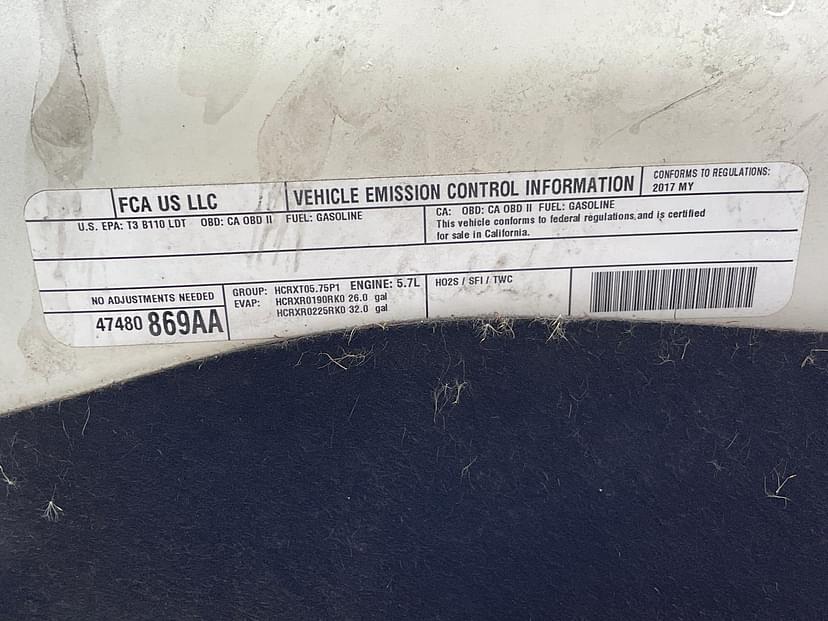 FCA US LLC
VEHICLE EMISSION CONTROL INFORMATION
CONFORMS TO REGULATIONS:
2017 MY
U.S. EPA: T3 B110 LDT OBD: CA OBD II FUEL: GASOLINE
CA: OBD: CA OBD II FUEL: GASOLINE
This vehicle conforms to federal regulations, and is certified
for sale in California.
NO ADJUSTMENTS NEEDED
47480 869AA
GROUP: HCRXT05.75P1 ENGINE: 5.7L
EVAP: HCRXR0190RK0 26.0 gal
HCRXR0225RK0 32.0 gal
HO2S / SFI / TWC